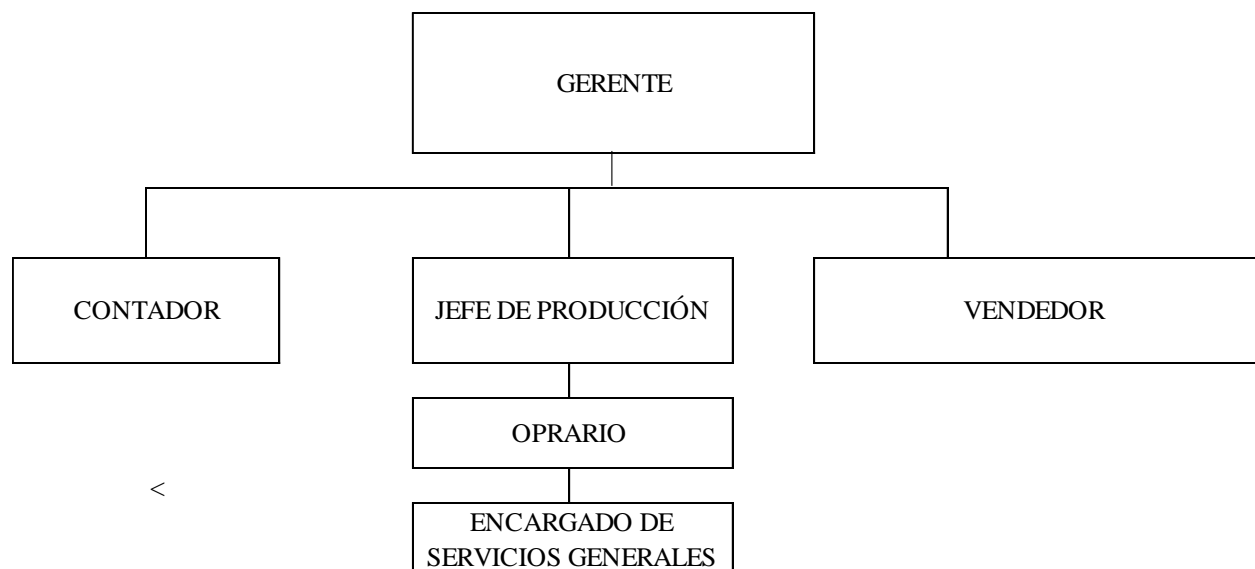 GERENTE
CONTADOR
JEFE DE PRODUCCIÓN
VENDEDOR
OPRARIO
<
ENCARGADO DE
SERVICIOS GENERALES